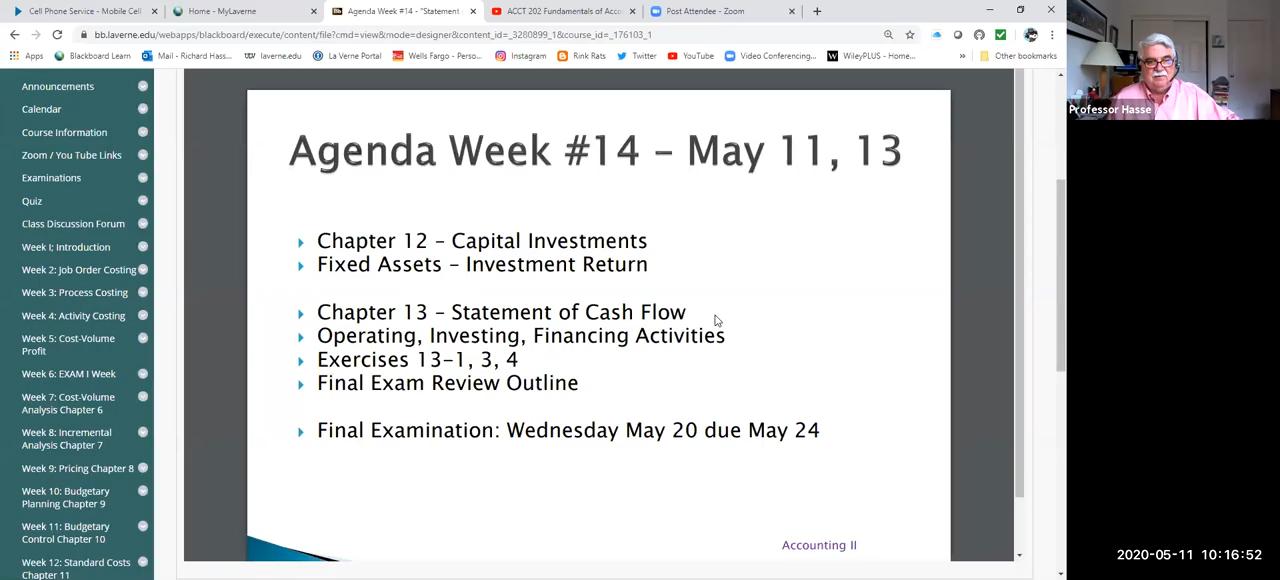 Cell Phone Service - Mobile Cell
Home - MyLaverne
Agenda Week #14 - "Statement
ACCT 202 Fundamentals of Acco
Post Attendee - Zoom
bb.laverne.edu/webapps/blackboard/execute/content/file?cmd=view&mode=designer&content_id=_3280899_1&course_id=_176103_1
Apps
Blackboard Learn
Mail - Richard Hass...
laverne.edu
La Verne Portal
Wells Fargo - Perso...
Instagram
Rink Rats
Twitter
YouTube
Video Conferencing...
WileyPLUS - Home...
»
Other bookmarks
Announcements
Calendar
Course Information
Zoom / You Tube Links
Examinations
Quiz
Class Discussion Forum
Week I; Introduction
Week 2: Job Order Costing
Week 3: Process Costing
Week 4: Activity Costing
Week 5: Cost-Volume
Profit
Week 6: EXAM I Week
Week 7: Cost-Volume
Analysis Chapter 6
Week 8: Incremental
Analysis Chapter 7
Week 9: Pricing Chapter 8
Week 10: Budgetary
Planning Chapter 9
Week 11: Budgetary
Control Chapter 10
Week 12: Standard Costs
Chapter 11
Agenda Week #14 – May 11, 13
Chapter 12 – Capital Investments
Fixed Assets – Investment Return
Chapter 13 – Statement of Cash Flow
Operating, Investing, Financing Activities
Exercises 13-1, 3, 4
Final Exam Review Outline
Final Examination: Wednesday May 20 due May 24
Accounting II
Professor Hasse
2020-05-11 10:16:52